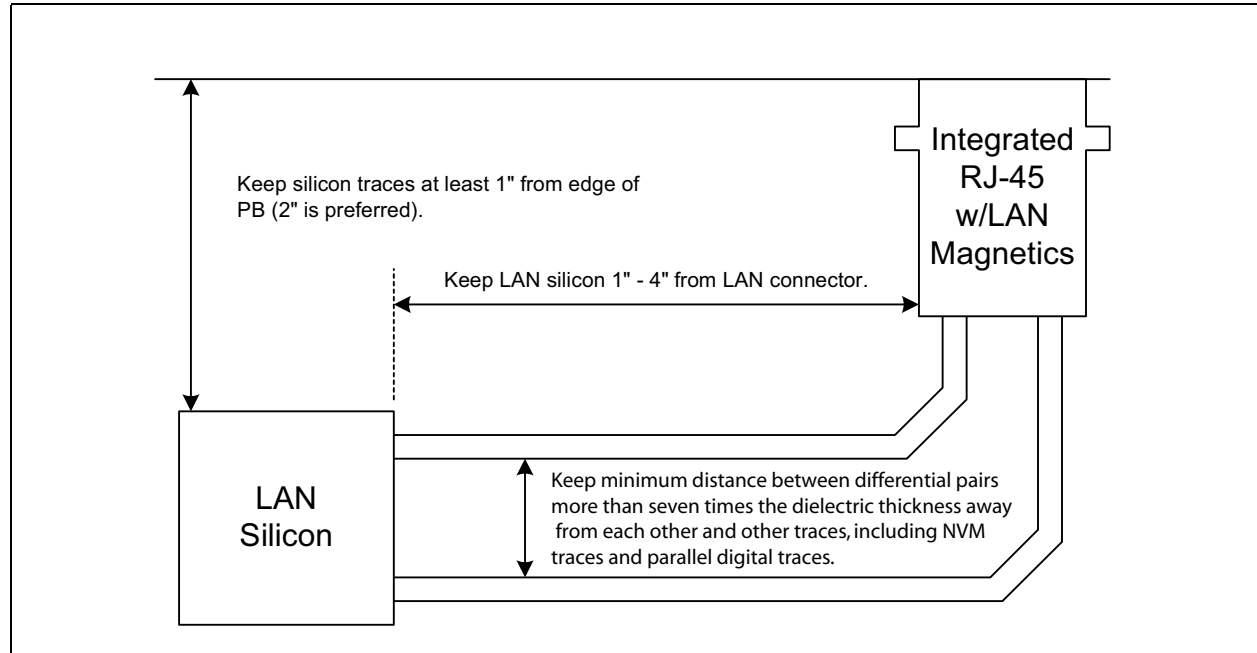 Integrated
RJ-45
w/LAN
Magnetics
Keep silicon traces at least 1" from edge of
PB (2" is preferred).
Keep LAN silicon 1" - 4" from LAN connector.
LAN
Silicon
Keep minimum distance between differential pairs
more than seven times the dielectric thickness away
from each other and other traces, including NVM
traces and parallel digital traces.